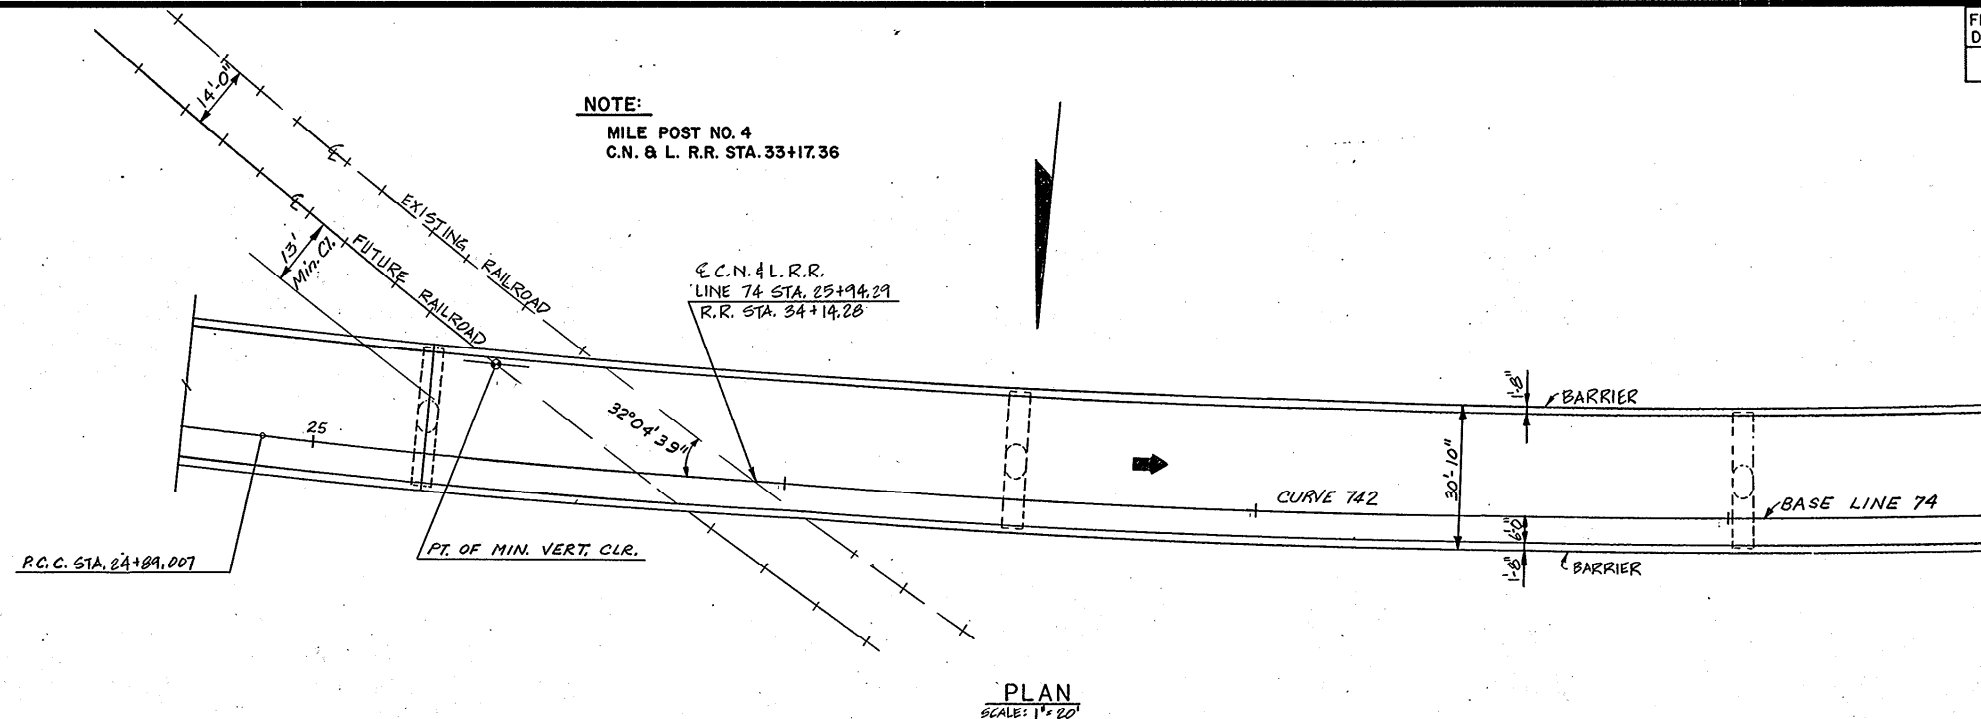 14'-0"
NOTE:
MILE POST NO. 4
C.N. & L. R.R. STA. 33+17.36
℄
EXISTING RAILROAD
℄
FUTURE RAILROAD
13'
Min. Cl.
℄ C.N. & L. R.R.
LINE 74 STA. 25+94.29
R.R. STA. 34+14.28
32°04'39"
25
1'-8"
BARRIER
30'-10"
CURVE 742
6'-0"
BASE LINE 74
1'-8"
BARRIER
P.C.C. STA. 24+89.007
PT. OF MIN. VERT. CLR.
PLAN
SCALE: 1"=20'